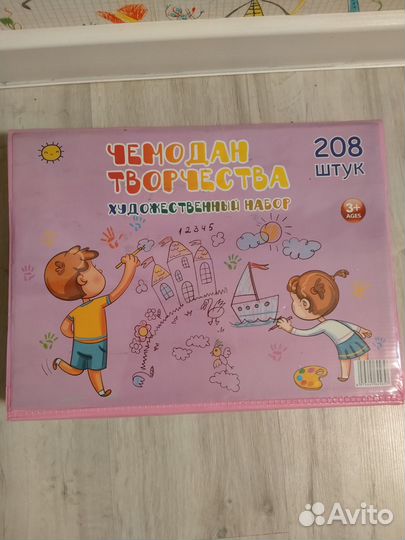 ЧЕМОДАН
ТВОРЧЕСТВА
ХУДОЖЕСТВЕННЫЙ НАБОР
208
ШТУК
3+
AGES
12345
Avito